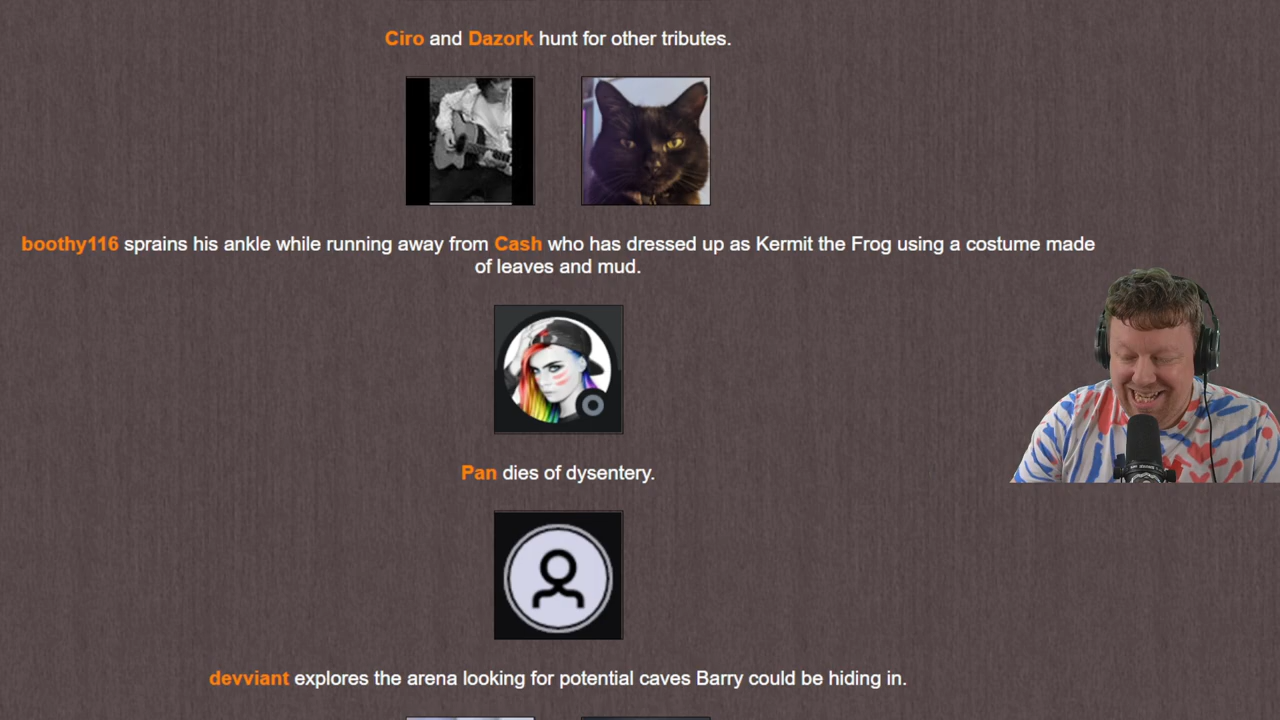 Ciro and Dazork hunt for other tributes.
boothy116 sprains his ankle while running away from Cash who has dressed up as Kermit the Frog using a costume made
of leaves and mud.
Pan dies of dysentery.
devviant explores the arena looking for potential caves Barry could be hiding in.